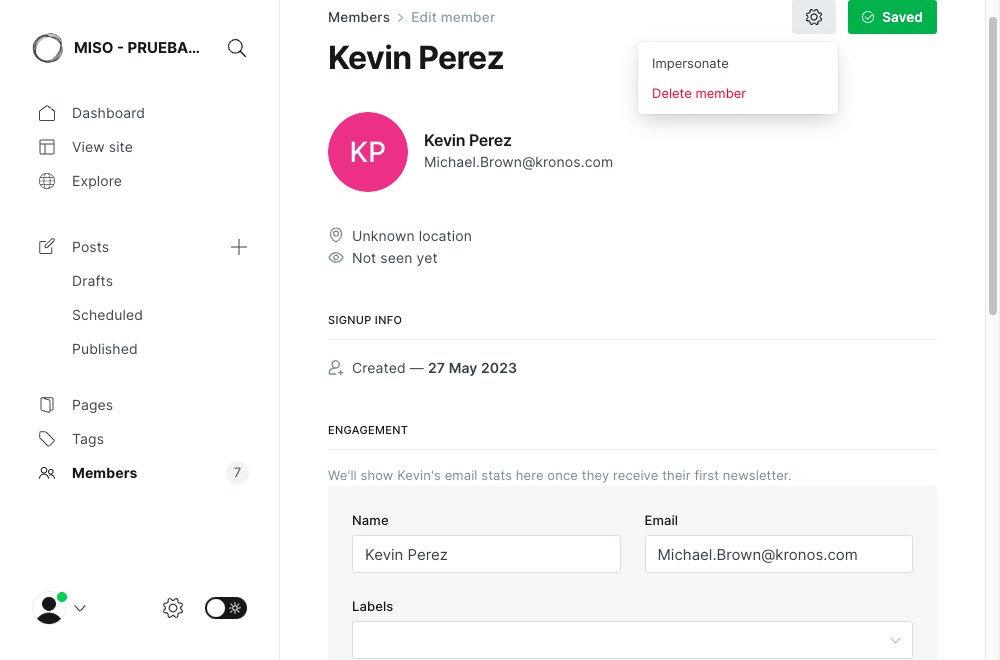 MISO - PRUEBA...
Dashboard
View site
Explore
Posts
Drafts
Scheduled
Published
Pages
Tags
Members 7
Members > Edit member
Saved
Kevin Perez
Impersonate
Delete member
KP
Kevin Perez
Michael.Brown@kronos.com
Unknown location
Not seen yet
SIGNUP INFO
Created — 27 May 2023
ENGAGEMENT
We'll show Kevin's email stats here once they receive their first newsletter.
Name
Kevin Perez
Email
Michael.Brown@kronos.com
Labels